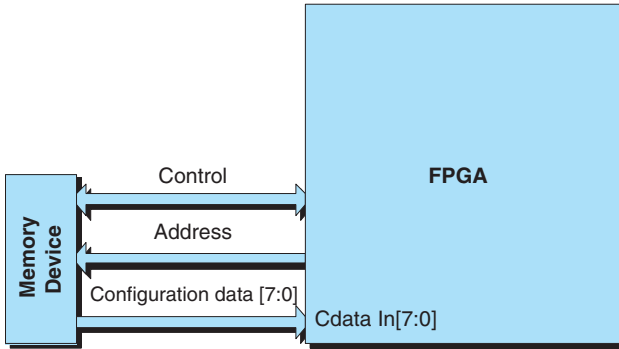 Control
FPGA
Address
Memory
Device
Configuration data [7:0]
Cdata In[7:0]